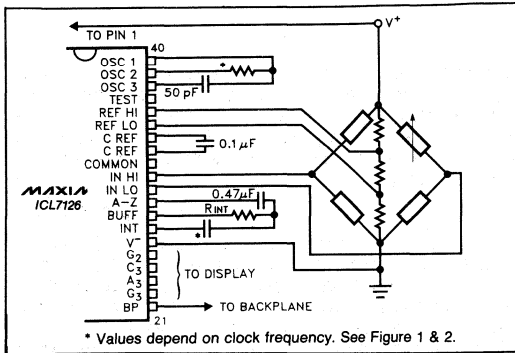 V+
TO PIN 1
40
OSC 1
OSC 2
*
OSC 3
50 pF
TEST
REF HI
REF LO
C REF
0.1 μF
C REF
COMMON
IN HI
MAXIM
ICL7126
IN LO
0.47μF
A-Z
BUFF
RINT
INT
*
V-
G2
C3
TO DISPLAY
A3
G3
BP
TO BACKPLANE
21
* Values depend on clock frequency. See Figure 1 & 2.